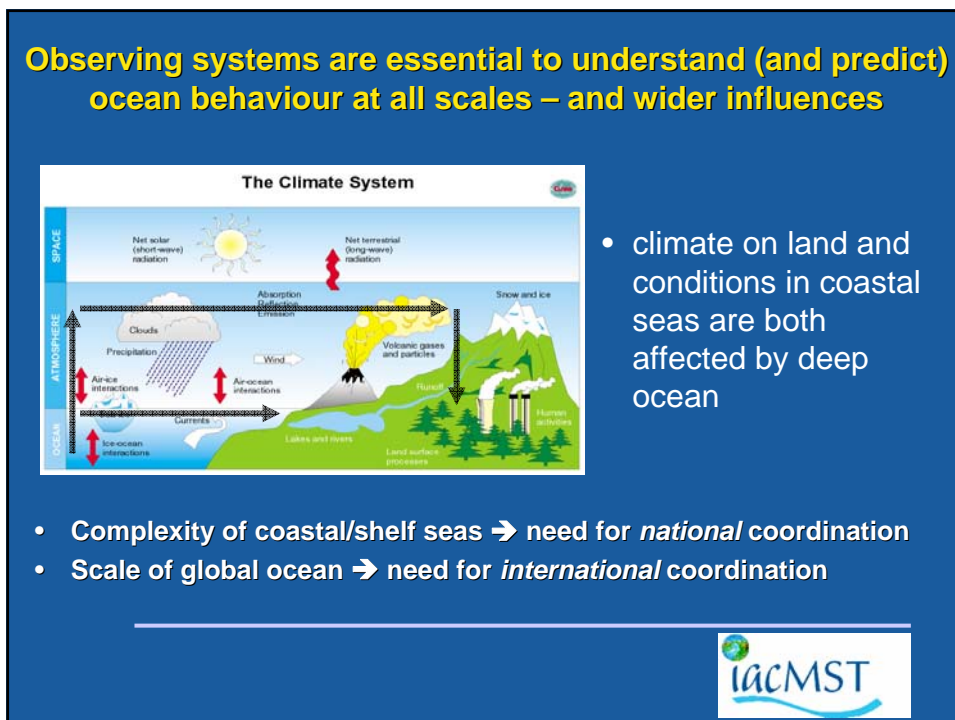 Observing systems are essential to understand (and predict)
ocean behaviour at all scales – and wider influences
The Climate System
SPACE
Net solar
(short-wave)
radiation
Net terrestrial
(long-wave)
radiation
ATMOSPHERE
Absorption
Reflection
Emission
Snow and ice
Clouds
Precipitation
Volcanic gases
and particles
Wind
Air-ice
interactions
Air-ocean
interactions
Runoff
OCEAN
Currents
Human
activities
Ice-ocean
interactions
Lakes and rivers
Land surface
processes
• climate on land and
conditions in coastal
seas are both
affected by deep
ocean
• Complexity of coastal/shelf seas ➔ need for national coordination
• Scale of global ocean ➔ need for international coordination
iacMST